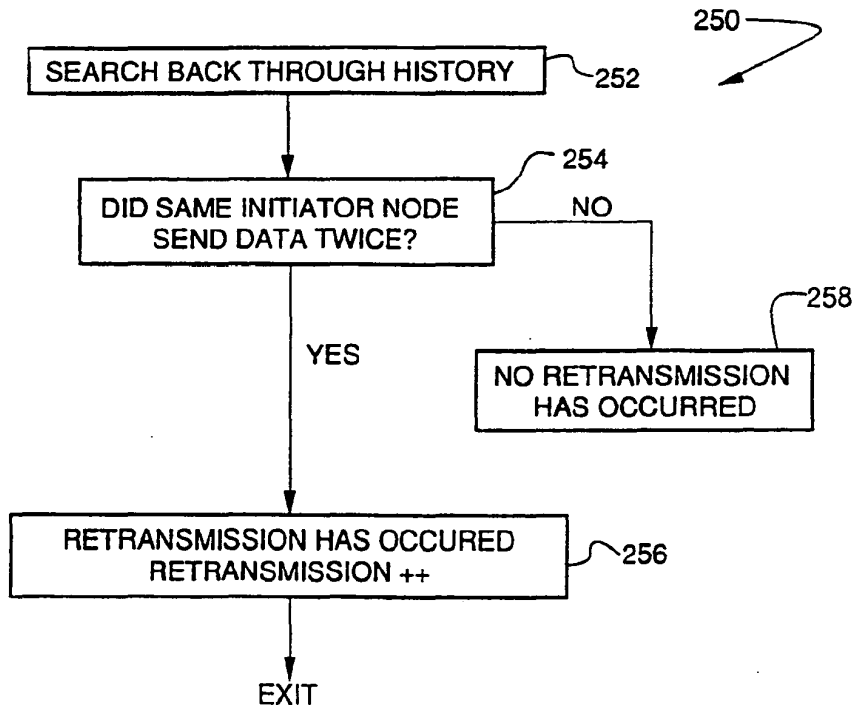 250
SEARCH BACK THROUGH HISTORY
252
254
DID SAME INITIATOR NODE
SEND DATA TWICE?
NO
258
YES
NO RETRANSMISSION
HAS OCCURRED
RETRANSMISSION HAS OCCURED
RETRANSMISSION ++
256
EXIT